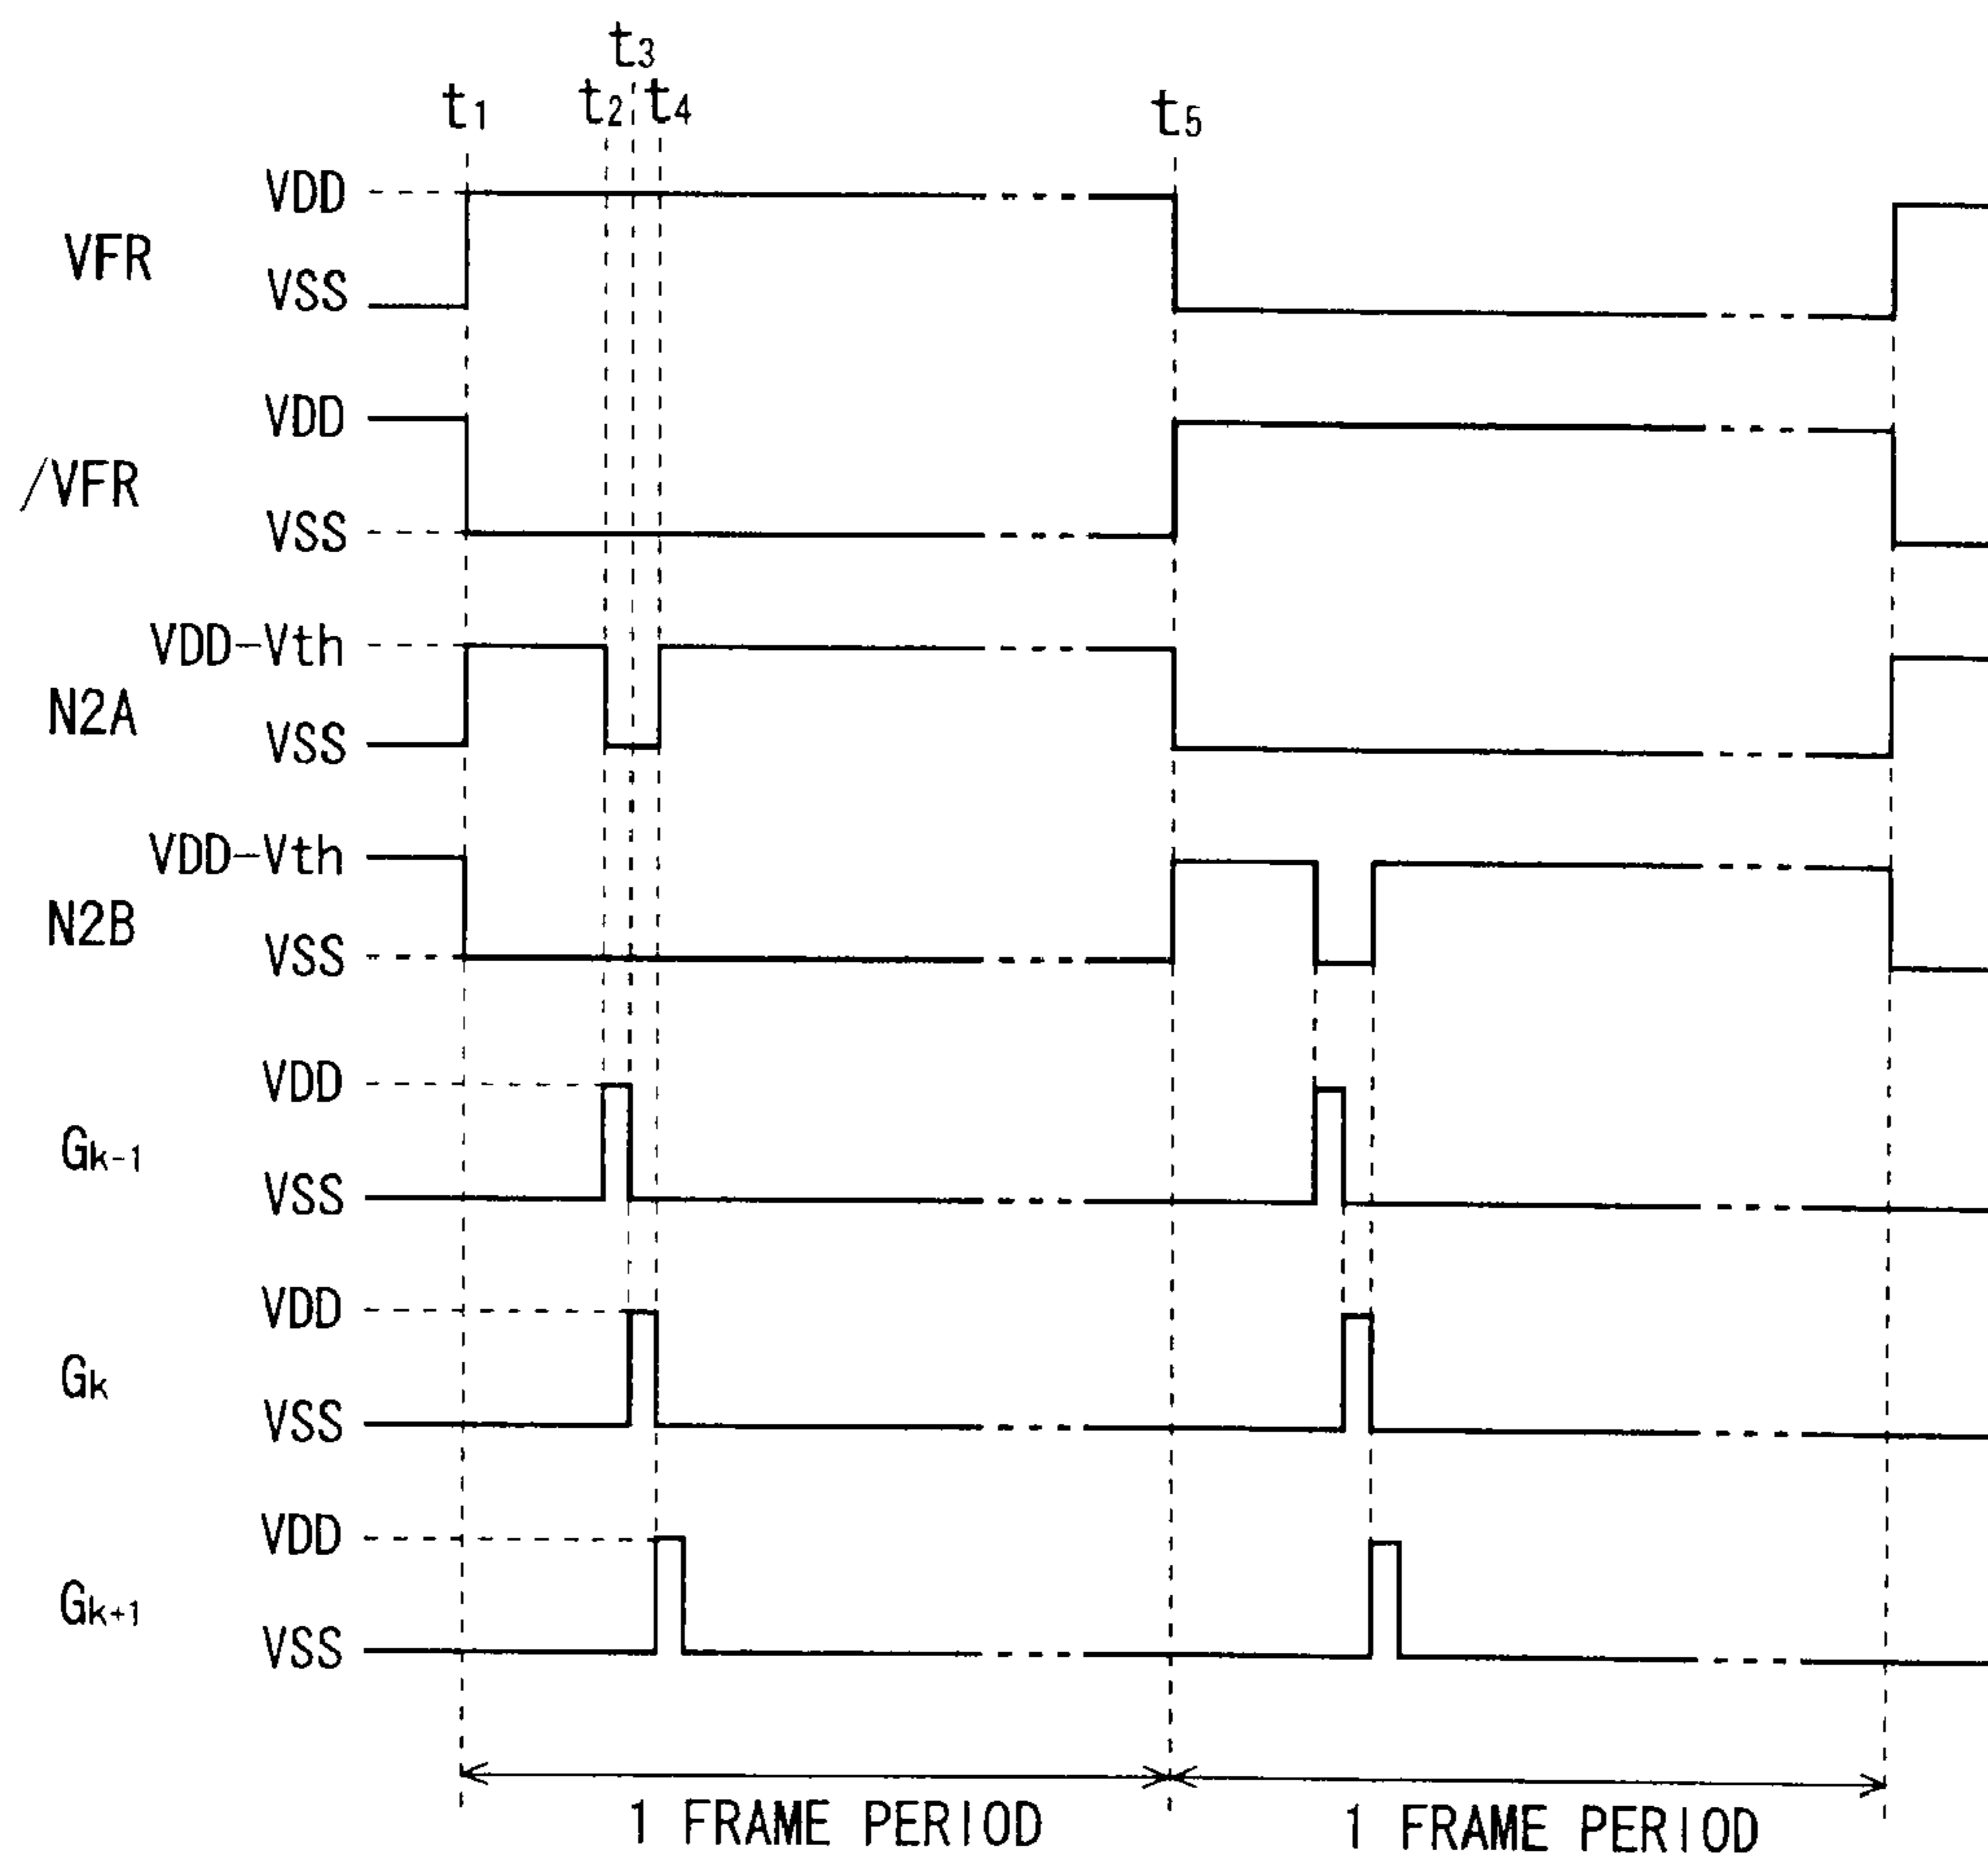 t3
t1 t2 t4 t5
VDD
VFR
VSS
VDD
/VFR
VSS
VDD-Vth
N2A
VSS
VDD-Vth
N2B
VSS
VDD
Gk-1
VSS
VDD
Gk
VSS
VDD
Gk+1
VSS
1 FRAME PERIOD 1 FRAME PERIOD